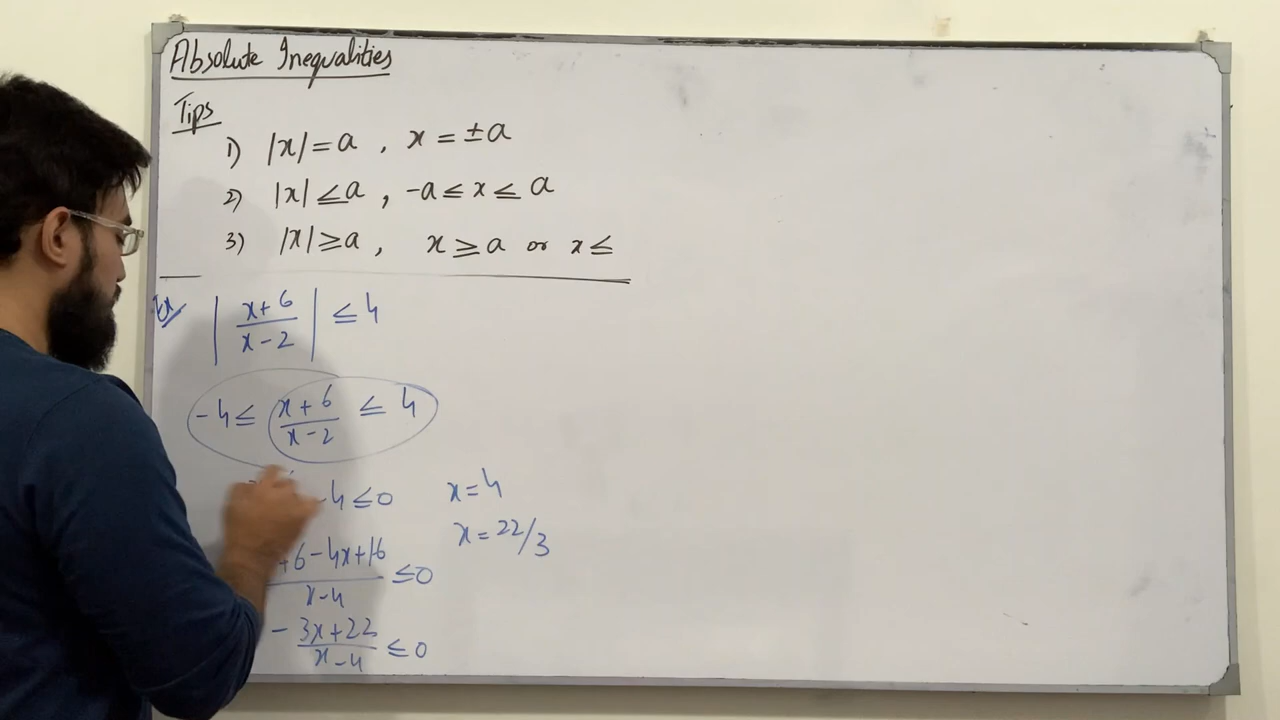 Absolute Inequalities
Tips
1) |x| = a , x = ±a
2) |x| ≤ a , -a ≤ x ≤ a
3) |x| ≥ a , x ≥ a or x ≤
Ex | x+6 / x-2 | ≤ 4
-4 ≤ x+6 / x-2 ≤ 4
-4 ≤ 0
x = 4
x = 22/3
+6-4x+16 / x-4 ≤ 0
-3x+22 / x-4 ≤ 0